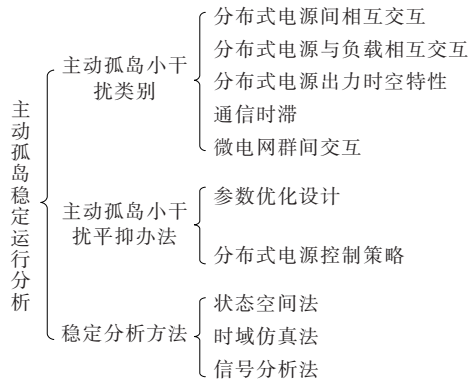 主动孤岛稳定运行分析
主动孤岛小干
扰类别
分布式电源间相互交互
分布式电源与负载相互交互
分布式电源出力时空特性
通信时滞
微电网群间交互
主动孤岛小干
扰平抑办法
参数优化设计
分布式电源控制策略
稳定分析方法
状态空间法
时域仿真法
信号分析法